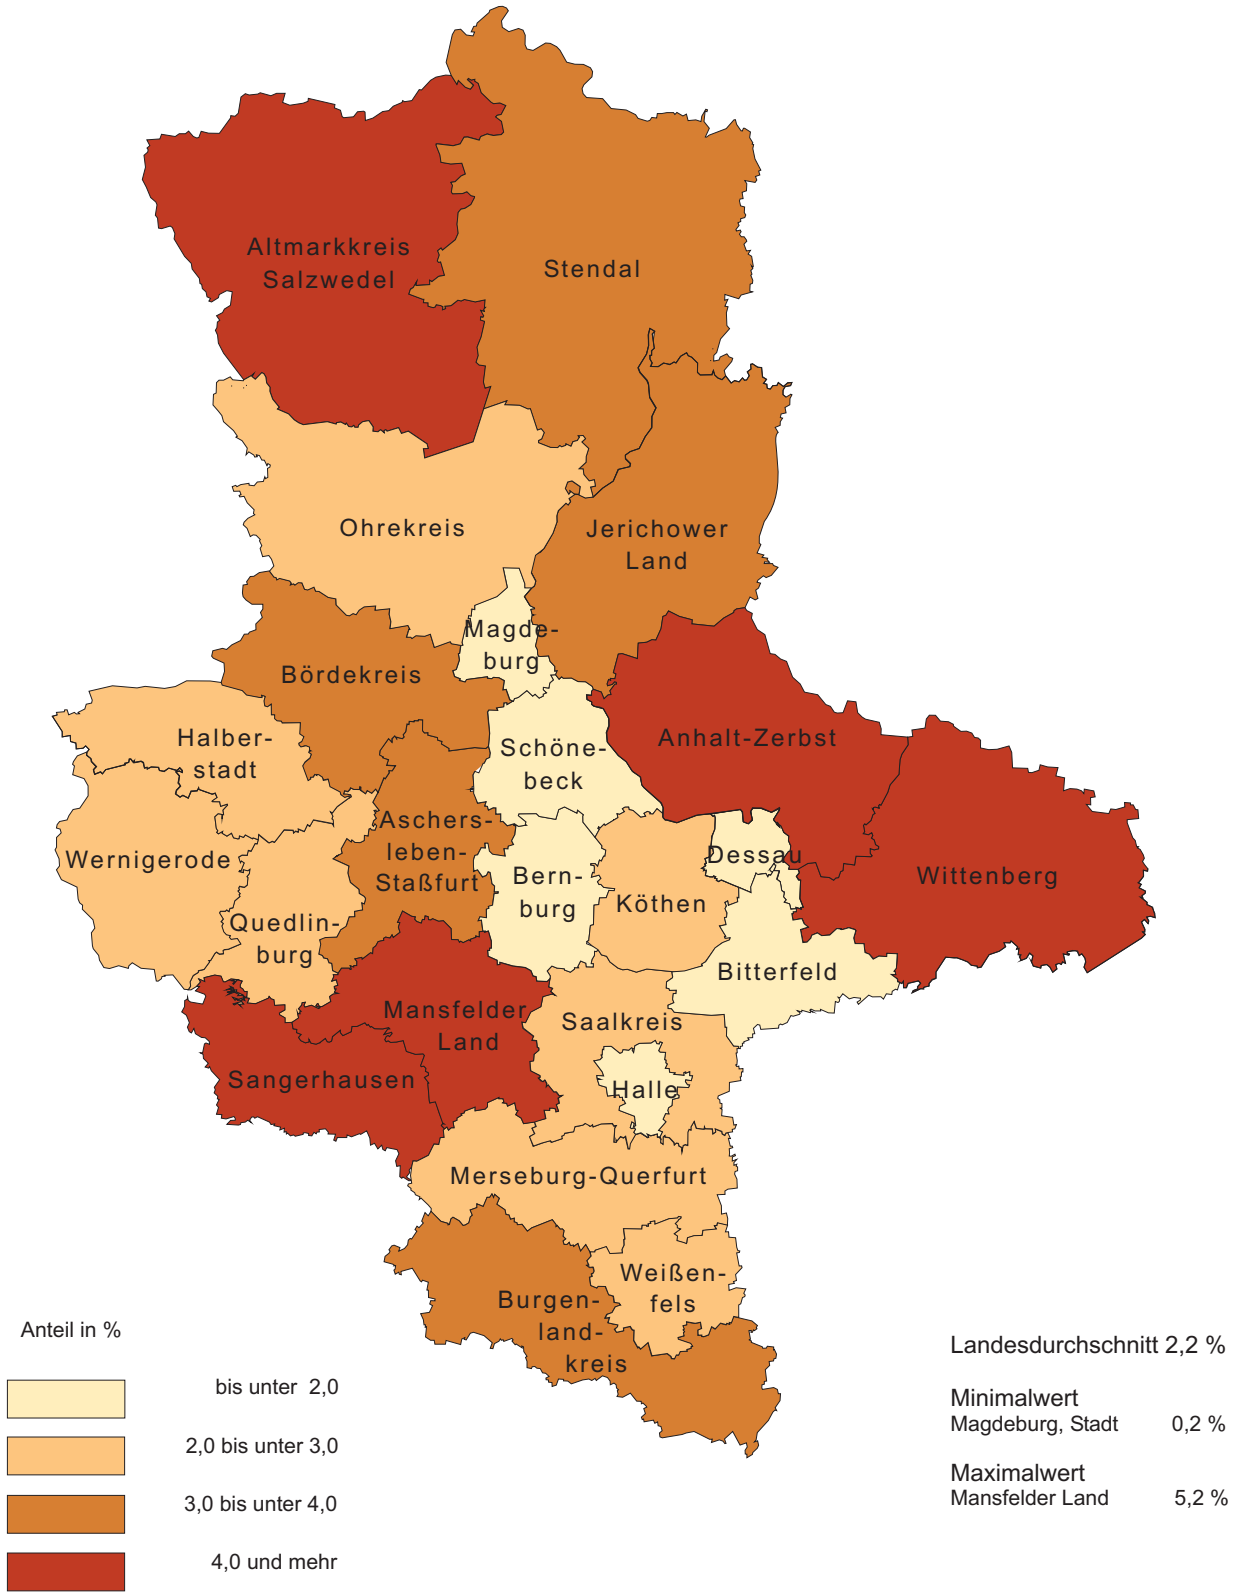 Altmarkkreis
Salzwedel
Stendal
Ohrekreis
Jerichower
Land
Magde-
burg
Bördekreis
Halber-
stadt
Schöne-
beck
Anhalt-Zerbst
Aschers-
leben-
Staßfurt
Wernigerode
Dessau
Wittenberg
Bern-
burg
Köthen
Quedlin-
burg
Bitterfeld
Mansfelder
Land
Saalkreis
Sangerhausen
Halle
Merseburg-Querfurt
Weißen-
fels
Burgen-
land-
kreis
Anteil in %
bis unter 2,0
2,0 bis unter 3,0
3,0 bis unter 4,0
4,0 und mehr
Landesdurchschnitt 2,2 %
Minimalwert
Magdeburg, Stadt 0,2 %
Maximalwert
Mansfelder Land 5,2 %